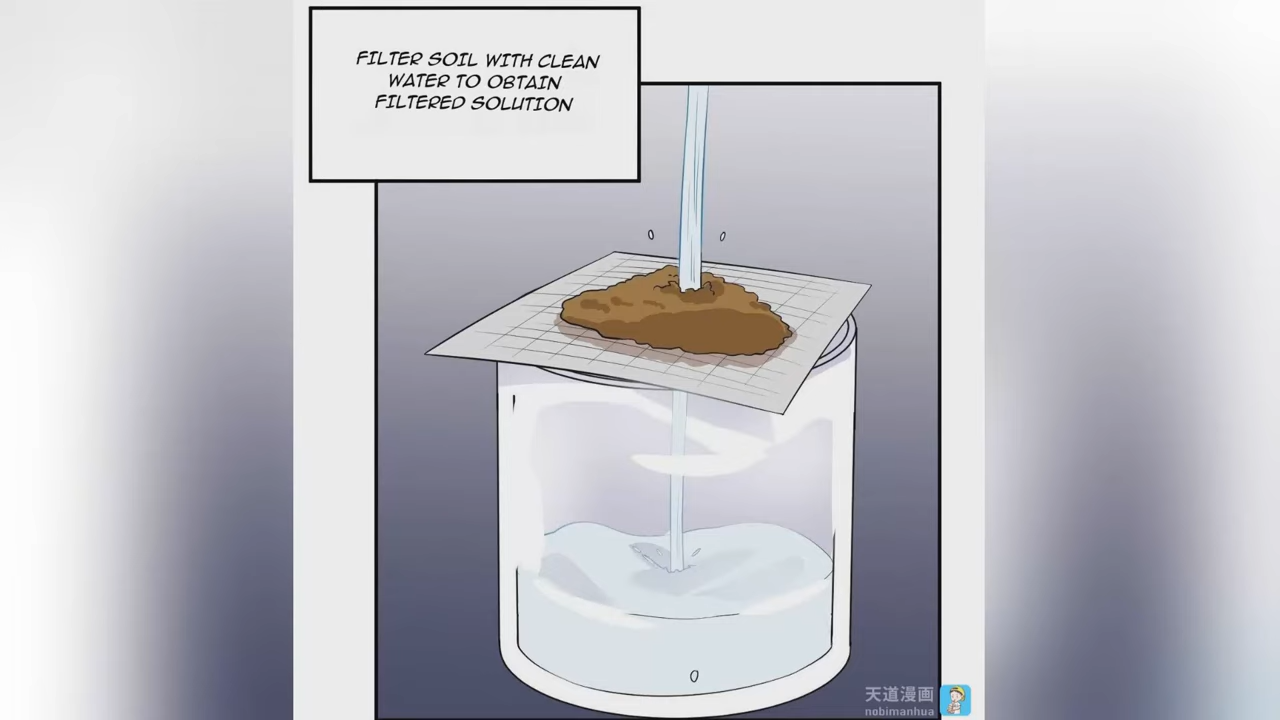 FILTER SOIL WITH CLEAN
WATER TO OBTAIN
FILTERED SOLUTION
天道漫画
nobimanhua